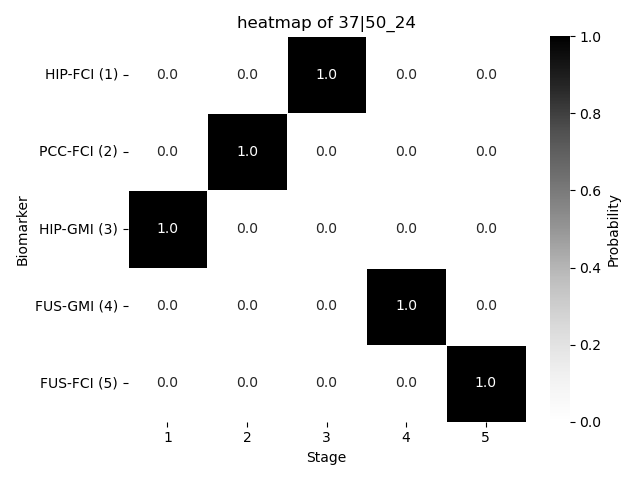 heatmap of 37|50_24
HIP-FCI (1) 0.0 0.0 1.0 0.0 0.0
PCC-FCI (2) 0.0 1.0 0.0 0.0 0.0
HIP-GMI (3) 1.0 0.0 0.0 0.0 0.0
FUS-GMI (4) 0.0 0.0 0.0 1.0 0.0
FUS-FCI (5) 0.0 0.0 0.0 0.0 1.0
1 2 3 4 5
Stage
Biomarker
1.0
0.8
0.6
0.4
0.2
0.0
Probability